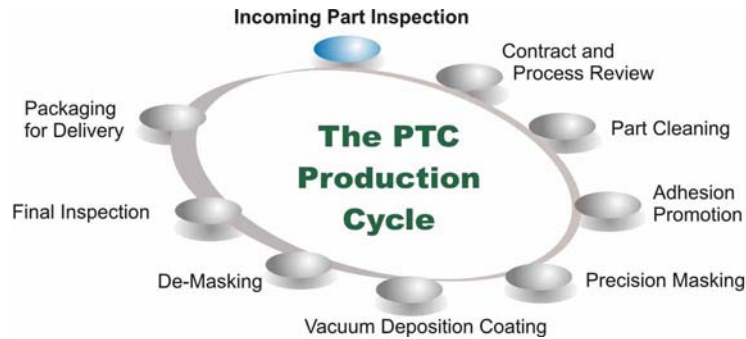 Incoming Part Inspection
Contract and
Process Review
Part Cleaning
Adhesion
Promotion
Precision Masking
Vacuum Deposition Coating
De-Masking
Final Inspection
Packaging
for Delivery
The PTC
Production
Cycle